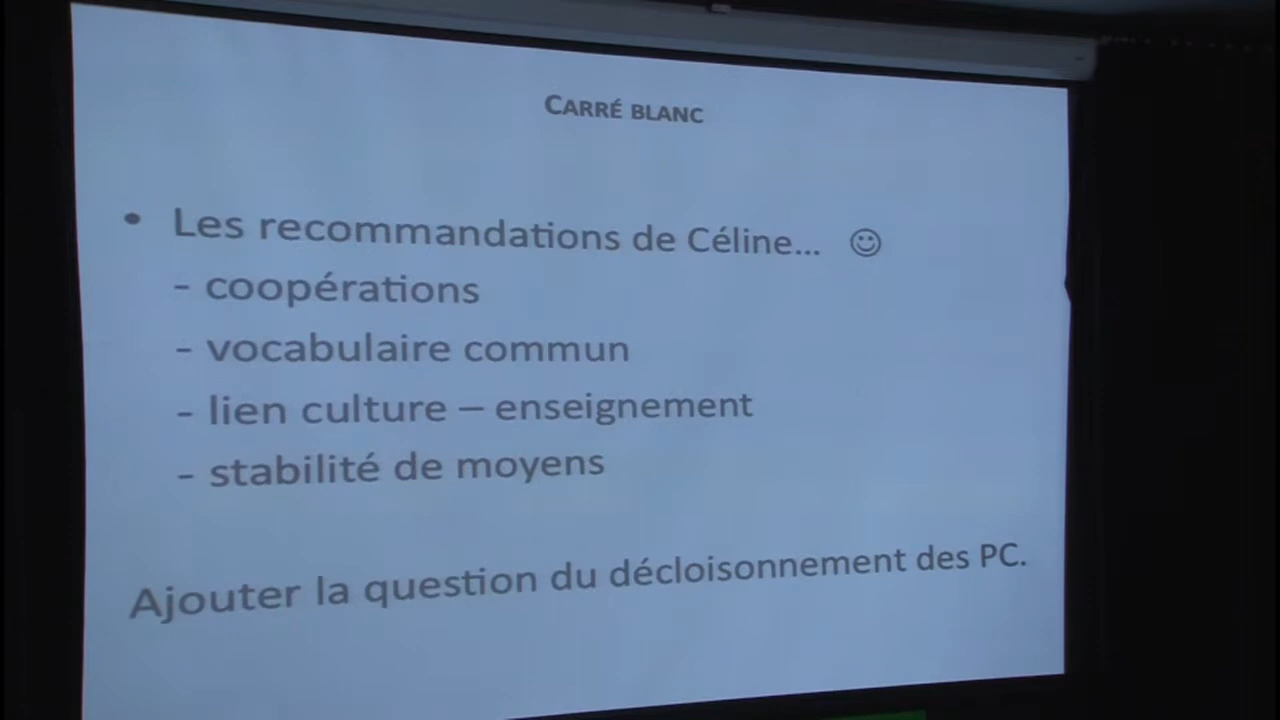 CARRÉ BLANC
• Les recommandations de Céline... ☺
- coopérations
- vocabulaire commun
- lien culture – enseignement
- stabilité de moyens
Ajouter la question du décloisonnement des PC.